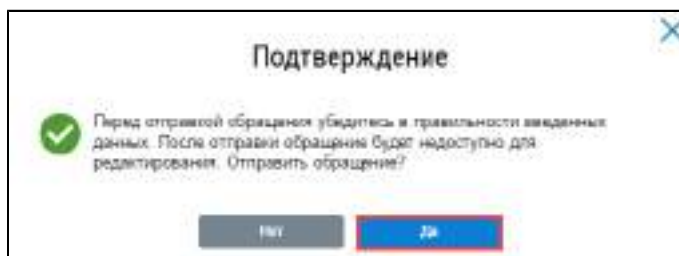 Подтверждение
Перед отправкой обращения убедитесь в правильности введенных
данных. После отправки обращение будет недоступно для
редактирования. Отправить обращение?
Нет
Да